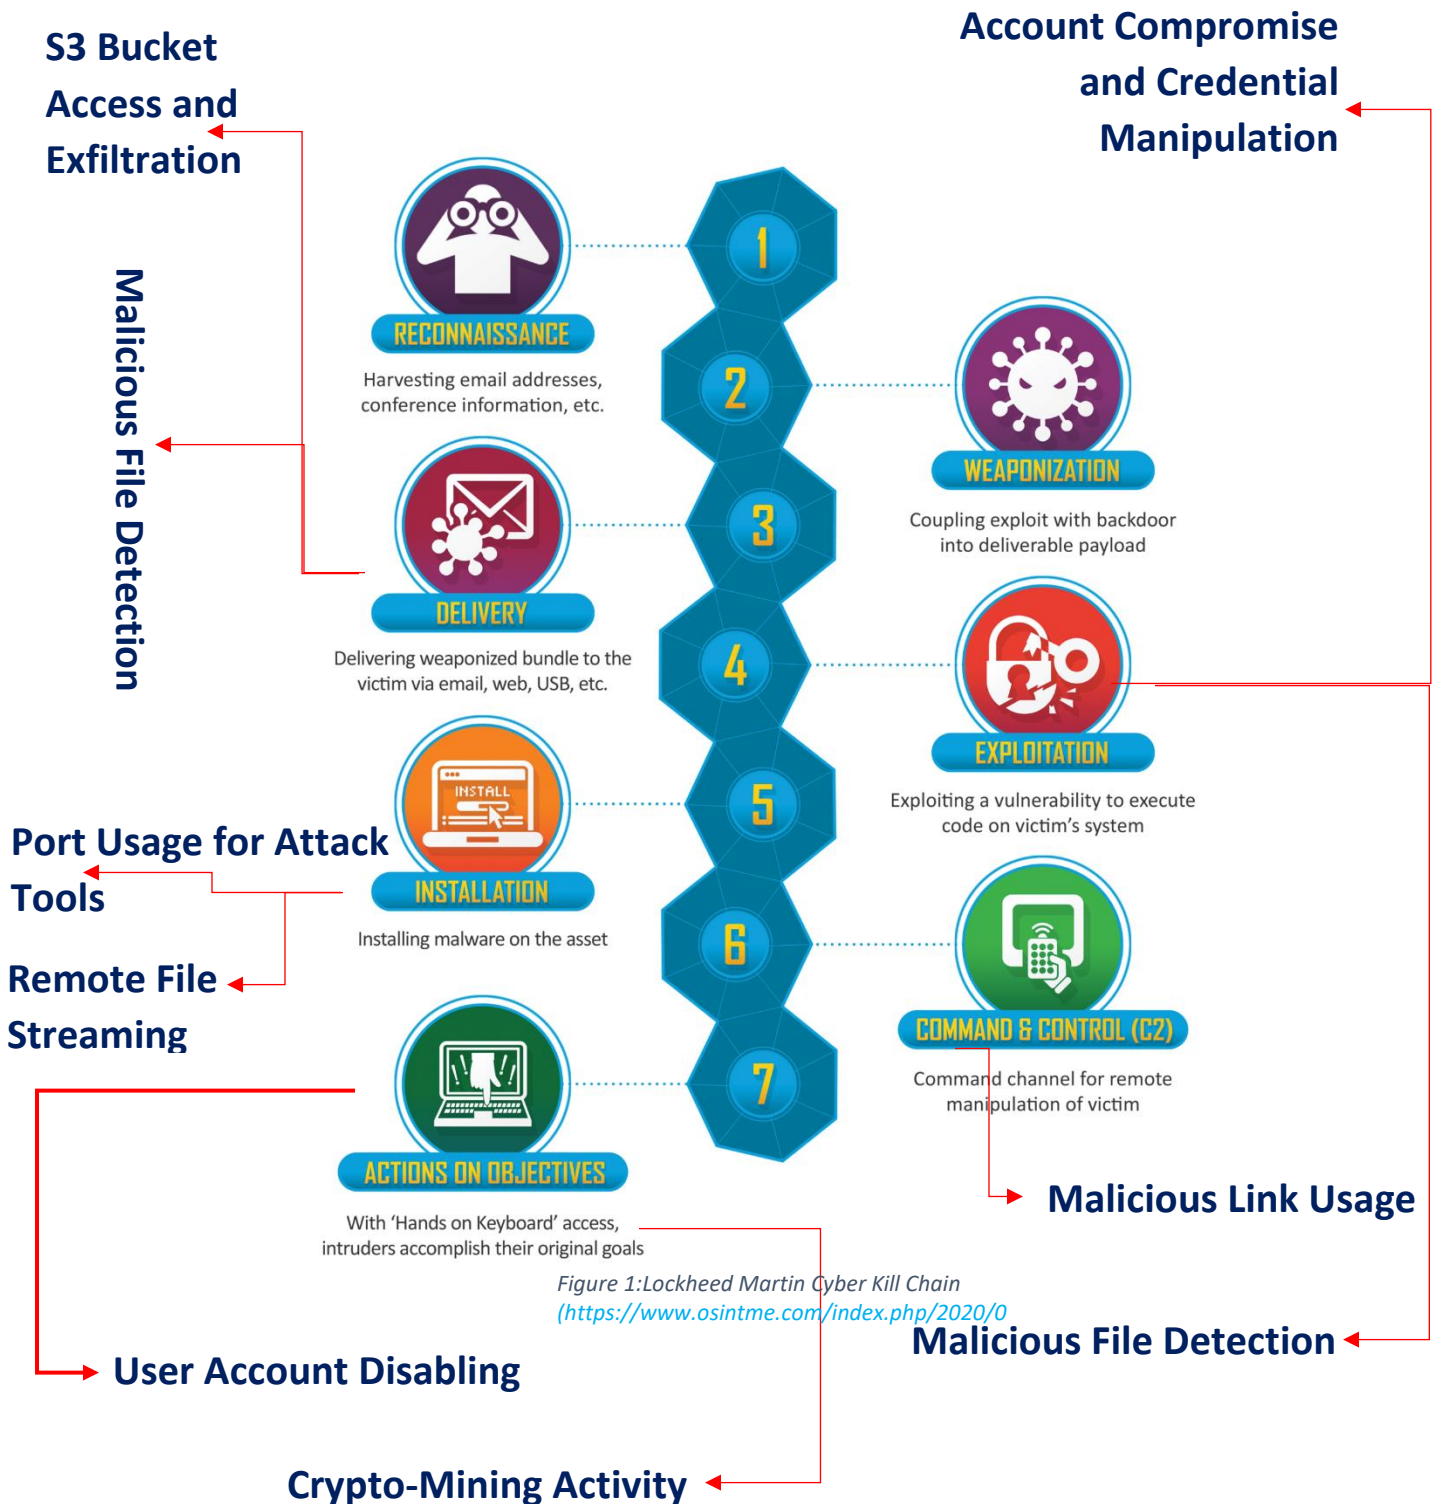 S3 Bucket
Access and
Exfiltration
Account Compromise
and Credential
Manipulation
1
RECONNAISSANCE
Harvesting email addresses,
conference information, etc.
Malicious File Detection
2
WEAPONIZATION
Coupling exploit with backdoor
into deliverable payload
3
DELIVERY
Delivering weaponized bundle to the
victim via email, web, USB, etc.
4
EXPLOITATION
Exploiting a vulnerability to execute
code on victim's system
5
INSTALL
INSTALLATION
Installing malware on the asset
Port Usage for Attack
Tools
Remote File
Streaming
6
COMMAND & CONTROL (C2)
Command channel for remote
manipulation of victim
7
ACTIONS ON OBJECTIVES
With 'Hands on Keyboard' access,
intruders accomplish their original goals
Malicious Link Usage
Figure 1:Lockheed Martin Cyber Kill Chain
(https://www.osintme.com/index.php/2020/0
Malicious File Detection
User Account Disabling
Crypto-Mining Activity